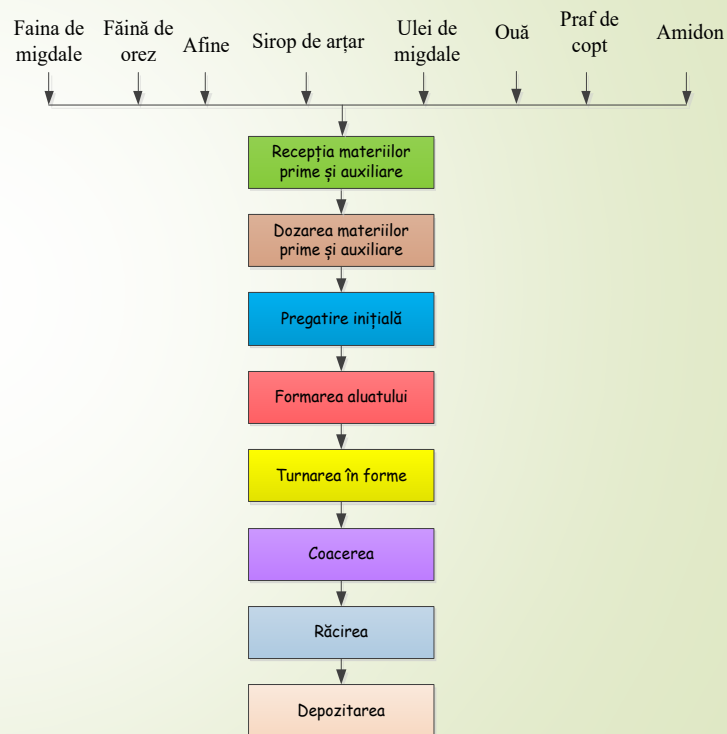 Faina de
migdale
Făină de
orez
Afine
Sirop de arțar
Ulei de
migdale
Ouă
Praf de
copt
Amidon
Recepția materiilor
prime și auxiliare
Dozarea materiilor
prime și auxiliare
Pregatire inițială
Formarea aluatului
Turnarea în forme
Coacerea
Răcirea
Depozitarea